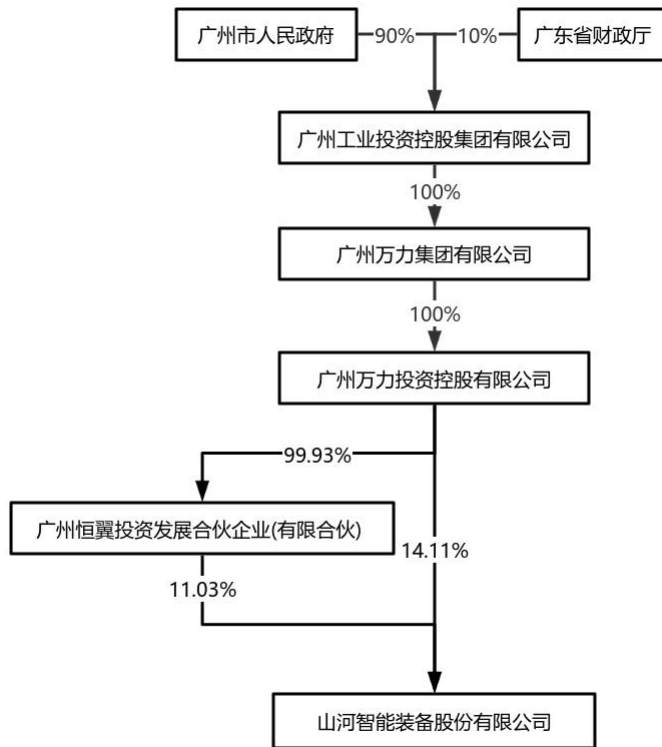 广州市人民政府
90%
10%
广东省财政厅
广州工业投资控股集团有限公司
100%
广州万力集团有限公司
100%
广州万力投资控股有限公司
99.93%
广州恒翼投资发展合伙企业(有限合伙)
14.11%
11.03%
山河智能装备股份有限公司